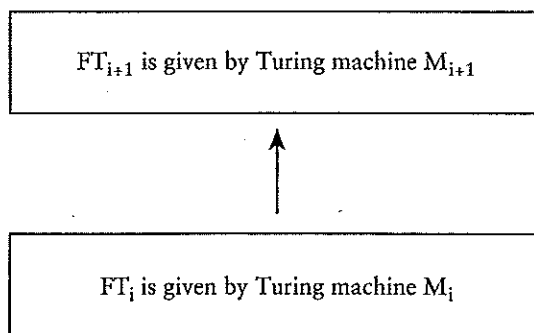 FTᵢ₊₁ is given by Turing machine Mᵢ₊₁
FTᵢ is given by Turing machine Mᵢ